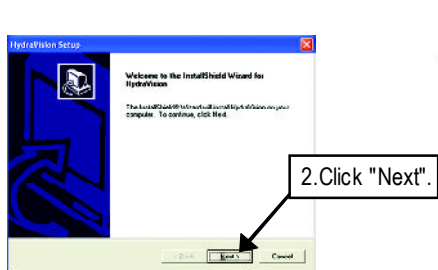 HydraVision Setup
Welcome to the InstallShield Wizard for
HydraVision
The InstallShield® Wizard will install HydraVision on your
computer. To continue, click Next.
2.Click "Next".
< Back
Next >
Cancel